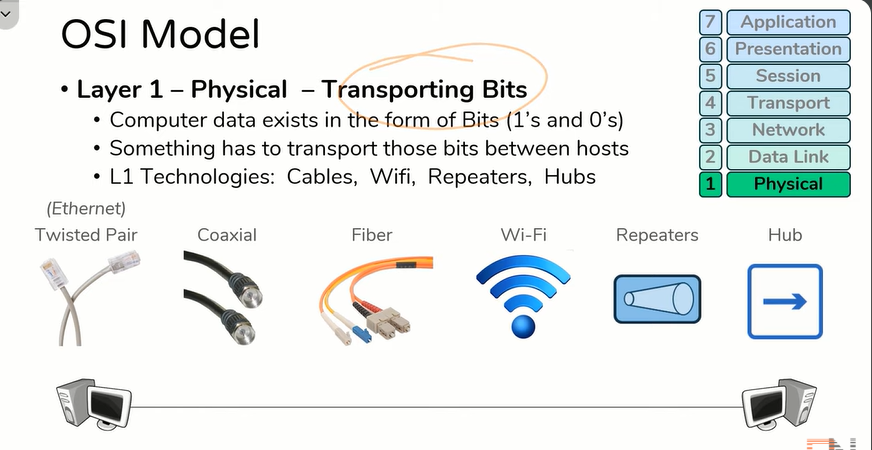 OSI Model
• Layer 1 – Physical – Transporting Bits
• Computer data exists in the form of Bits (1's and 0's)
• Something has to transport those bits between hosts
• L1 Technologies: Cables, Wifi, Repeaters, Hubs
7 Application
6 Presentation
5 Session
4 Transport
3 Network
2 Data Link
1 Physical
(Ethernet)
Twisted Pair Coaxial Fiber Wi-Fi Repeaters Hub